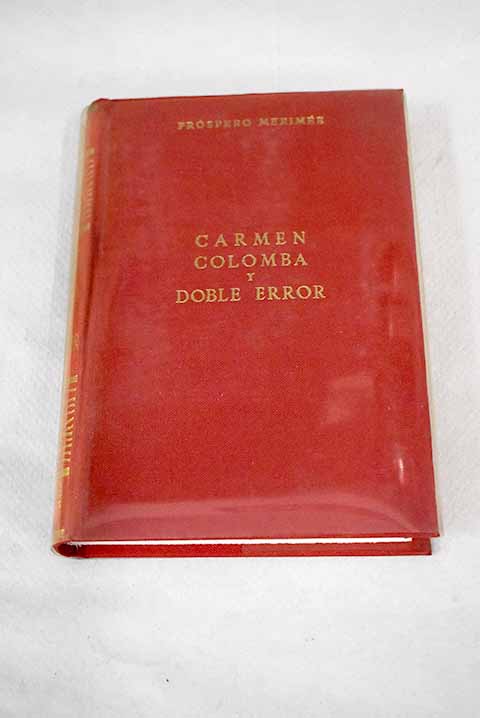 PRÓSPERO MERIMÉE
CARMEN
COLOMBA
Y
DOBLE ERROR